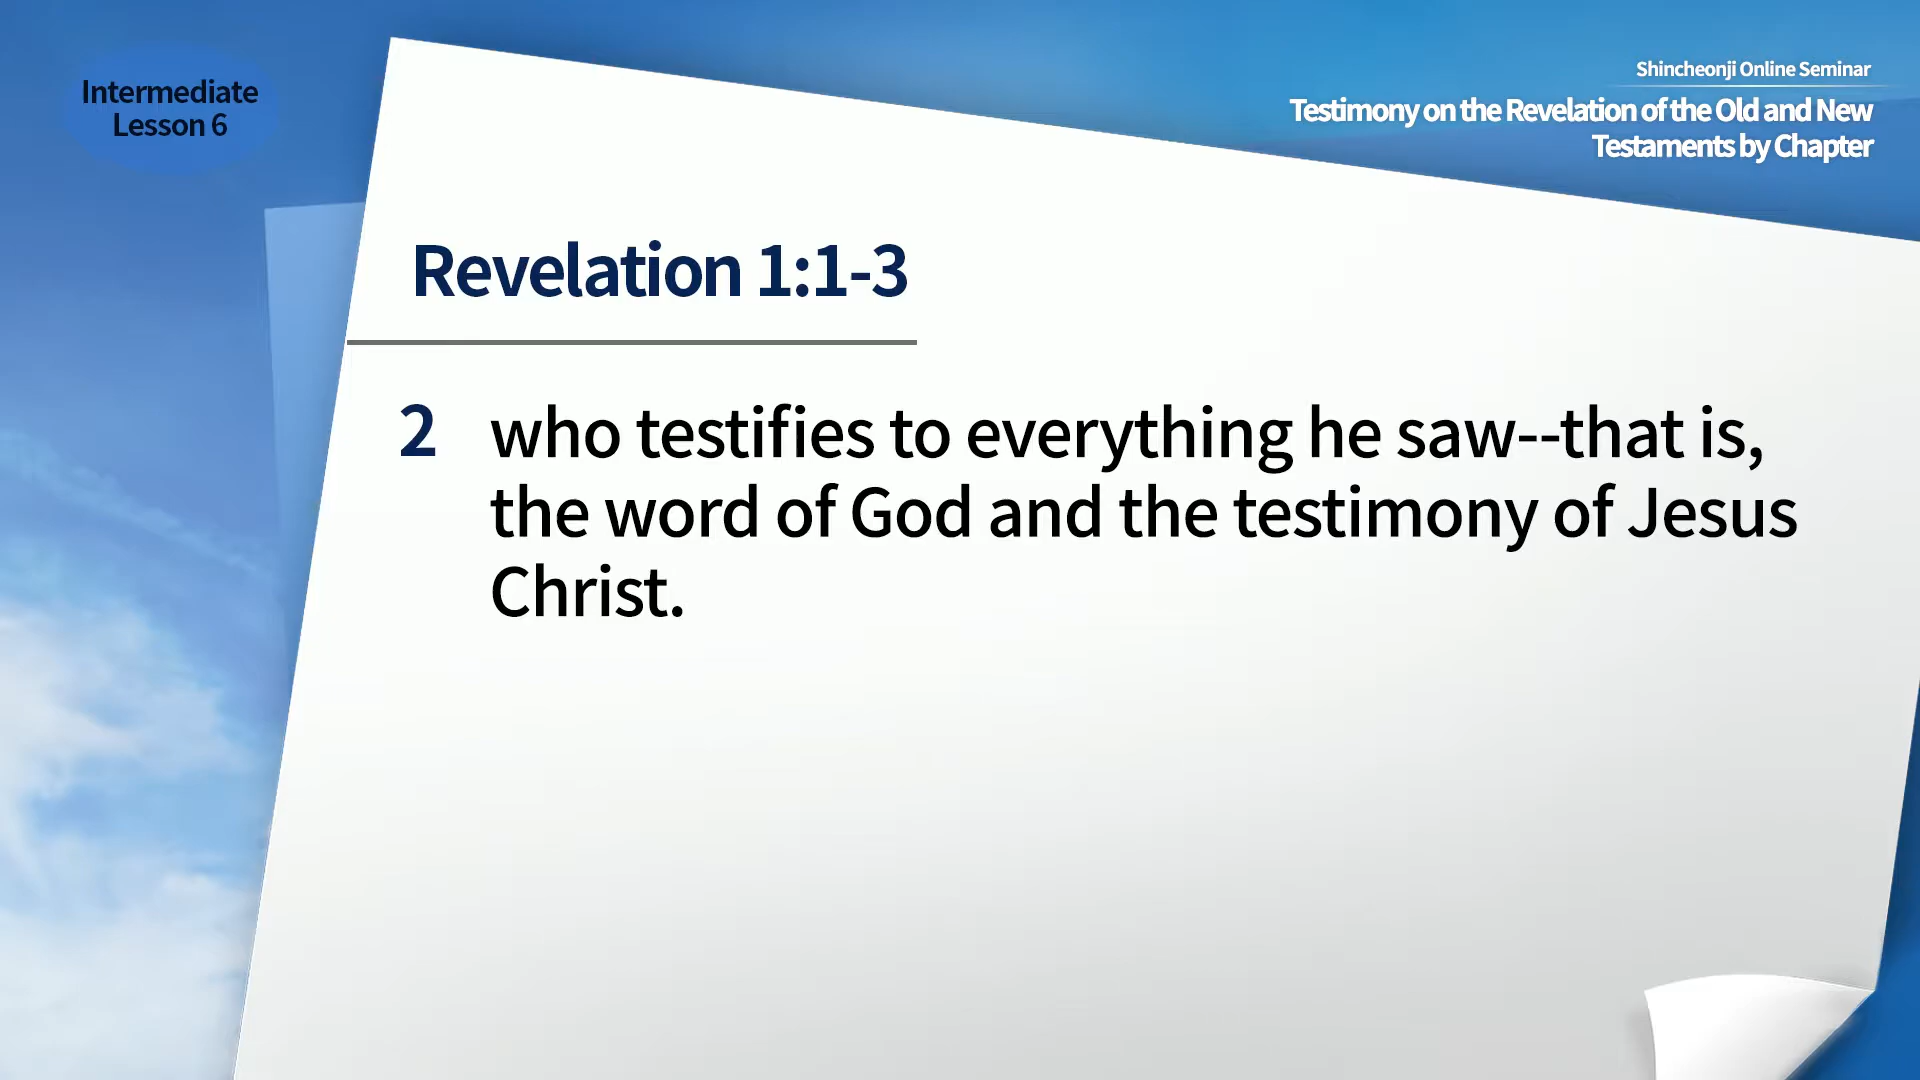 Intermediate
Lesson 6
Shincheonji Online Seminar
Testimony on the Revelation of the Old and New
Testaments by Chapter
Revelation 1:1-3
2 who testifies to everything he saw--that is,
the word of God and the testimony of Jesus
Christ.